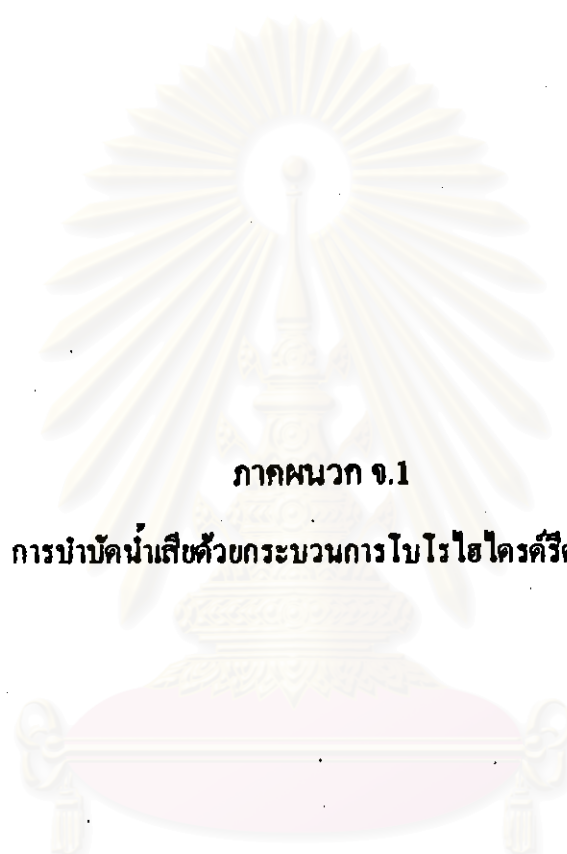 ภาคผนวก จ.1
การบำบัดน้ำเสียด้วยกระบวนการโบโรไฮไดรด์รี